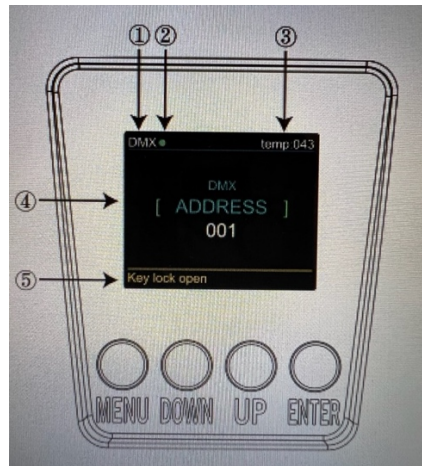 ① ② ③
DMX temp:043
④
DMX
[ ADDRESS ]
001
⑤ Key lock open
MENU DOWN UP ENTER